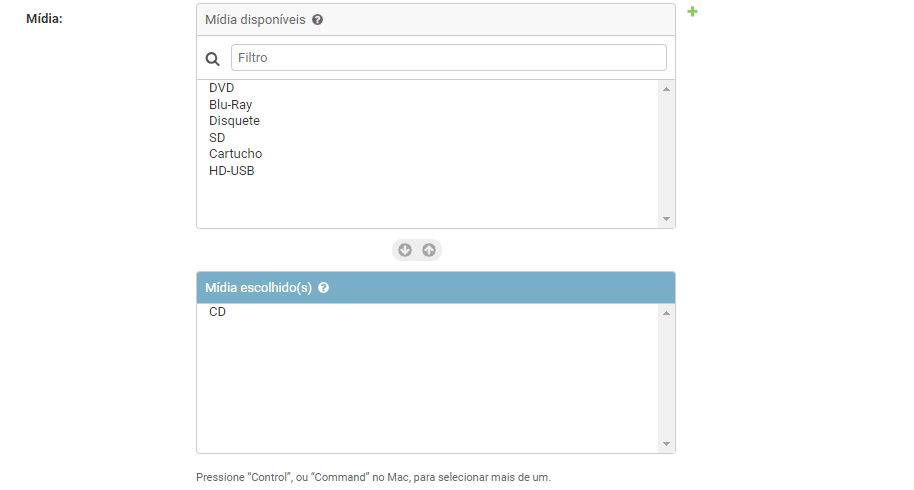 Mídia:
Mídia disponíveis
Filtro
DVD
Blu-Ray
Disquete
SD
Cartucho
HD-USB
Mídia escolhido(s)
CD
Pressione “Control”, ou “Command” no Mac, para selecionar mais de um.